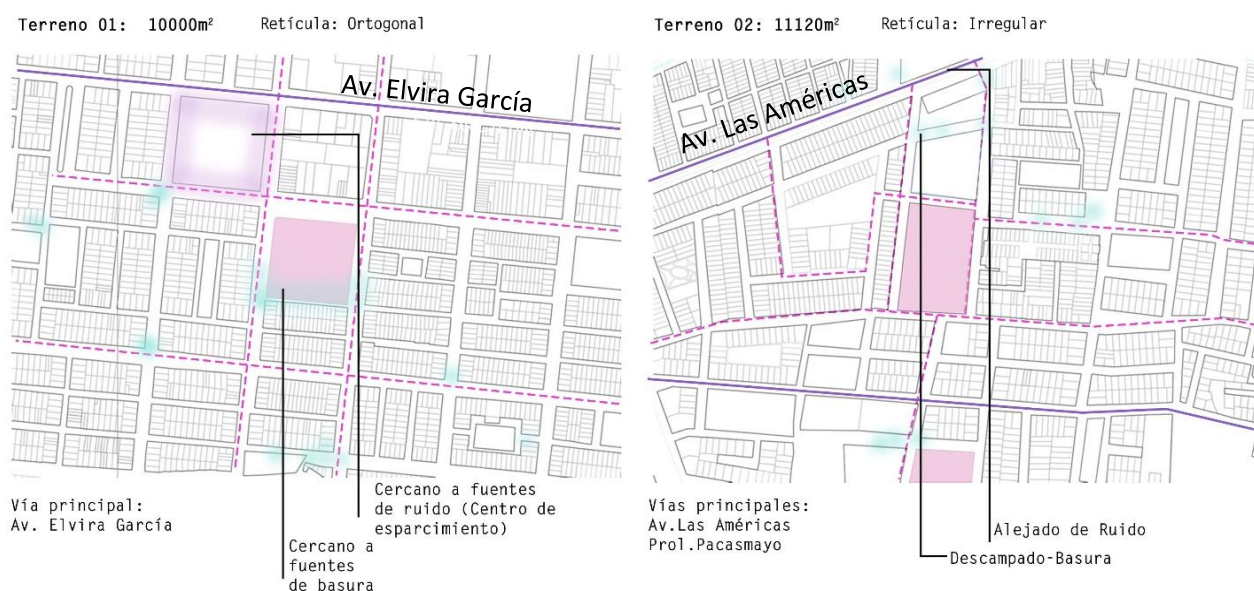 Terreno 01: 10000m² Retícula: Ortogonal
Av. Elvira García
Vía principal:
Av. Elvira García
Cercano a fuentes
de ruido (Centro de
esparcimiento)
Cercano a
fuentes
de basura
Terreno 02: 11120m² Retícula: Irregular
Av. Las Américas
Vías principales:
Av.Las Américas
Prol.Pacasmayo
Alejado de Ruido
Descampado-Basura